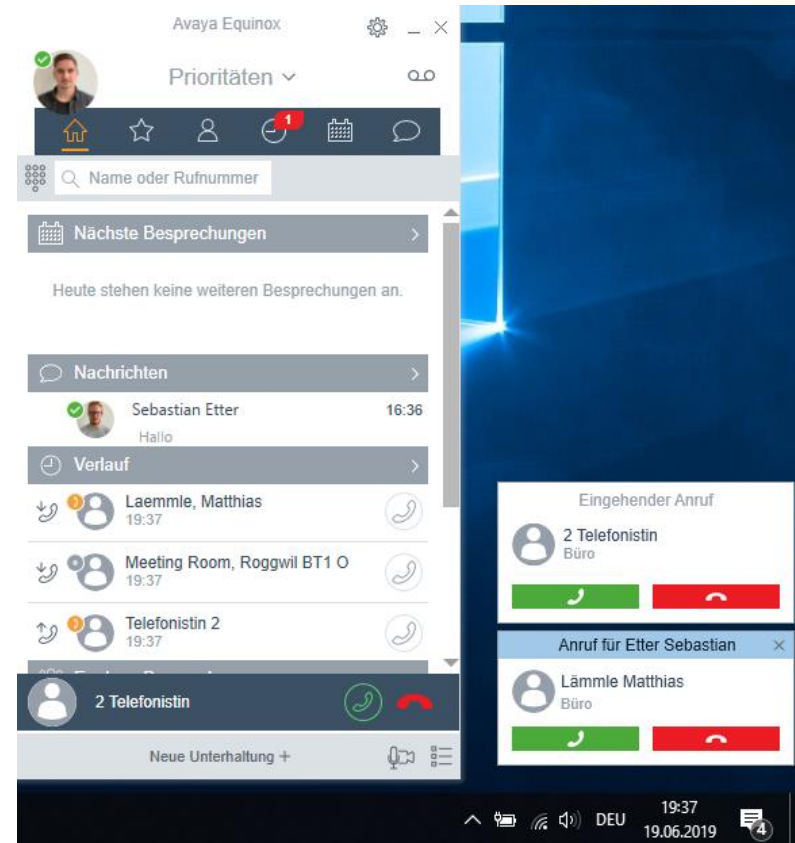 Avaya Equinox
Prioritäten
1
Name oder Rufnummer
Nächste Besprechungen
Heute stehen keine weiteren Besprechungen an.
Nachrichten
Sebastian Etter 16:36
Hallo
Verlauf
Laemmle, Matthias
19:37
Meeting Room, Roggwil BT1 O
19:37
Telefonistin 2
19:37
2 Telefonistin
Neue Unterhaltung +
Eingehender Anruf
2 Telefonistin
Büro
Anruf für Etter Sebastian
Lämmle Matthias
Büro
DEU
19:37
19.06.2019
4